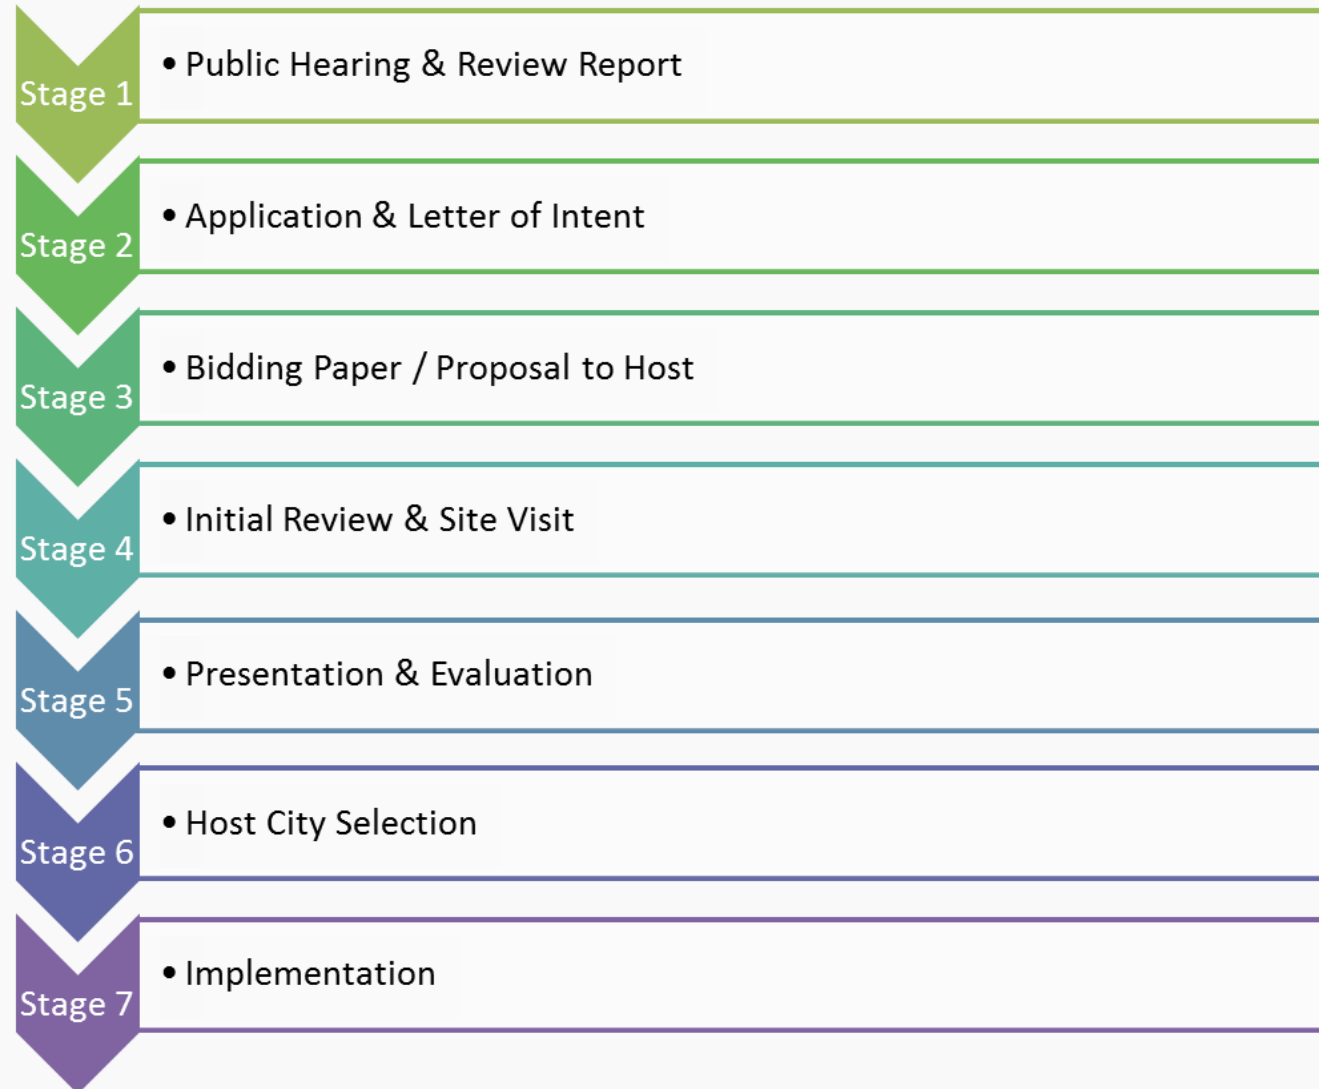 Stage 1
• Public Hearing & Review Report
Stage 2
• Application & Letter of Intent
Stage 3
• Bidding Paper / Proposal to Host
Stage 4
• Initial Review & Site Visit
Stage 5
• Presentation & Evaluation
Stage 6
• Host City Selection
Stage 7
• Implementation